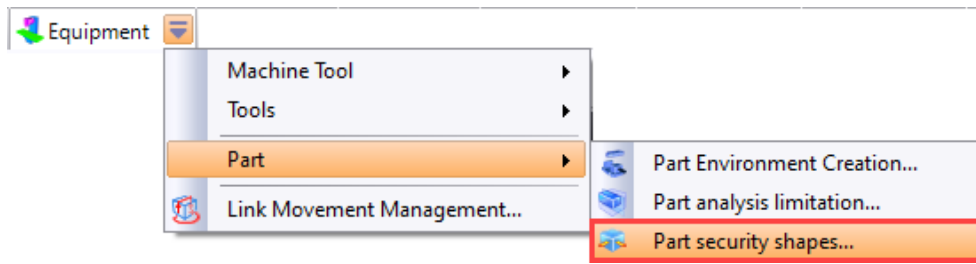 Equipment
Machine Tool
Tools
Part
Link Movement Management...
Part Environment Creation...
Part analysis limitation...
Part security shapes...